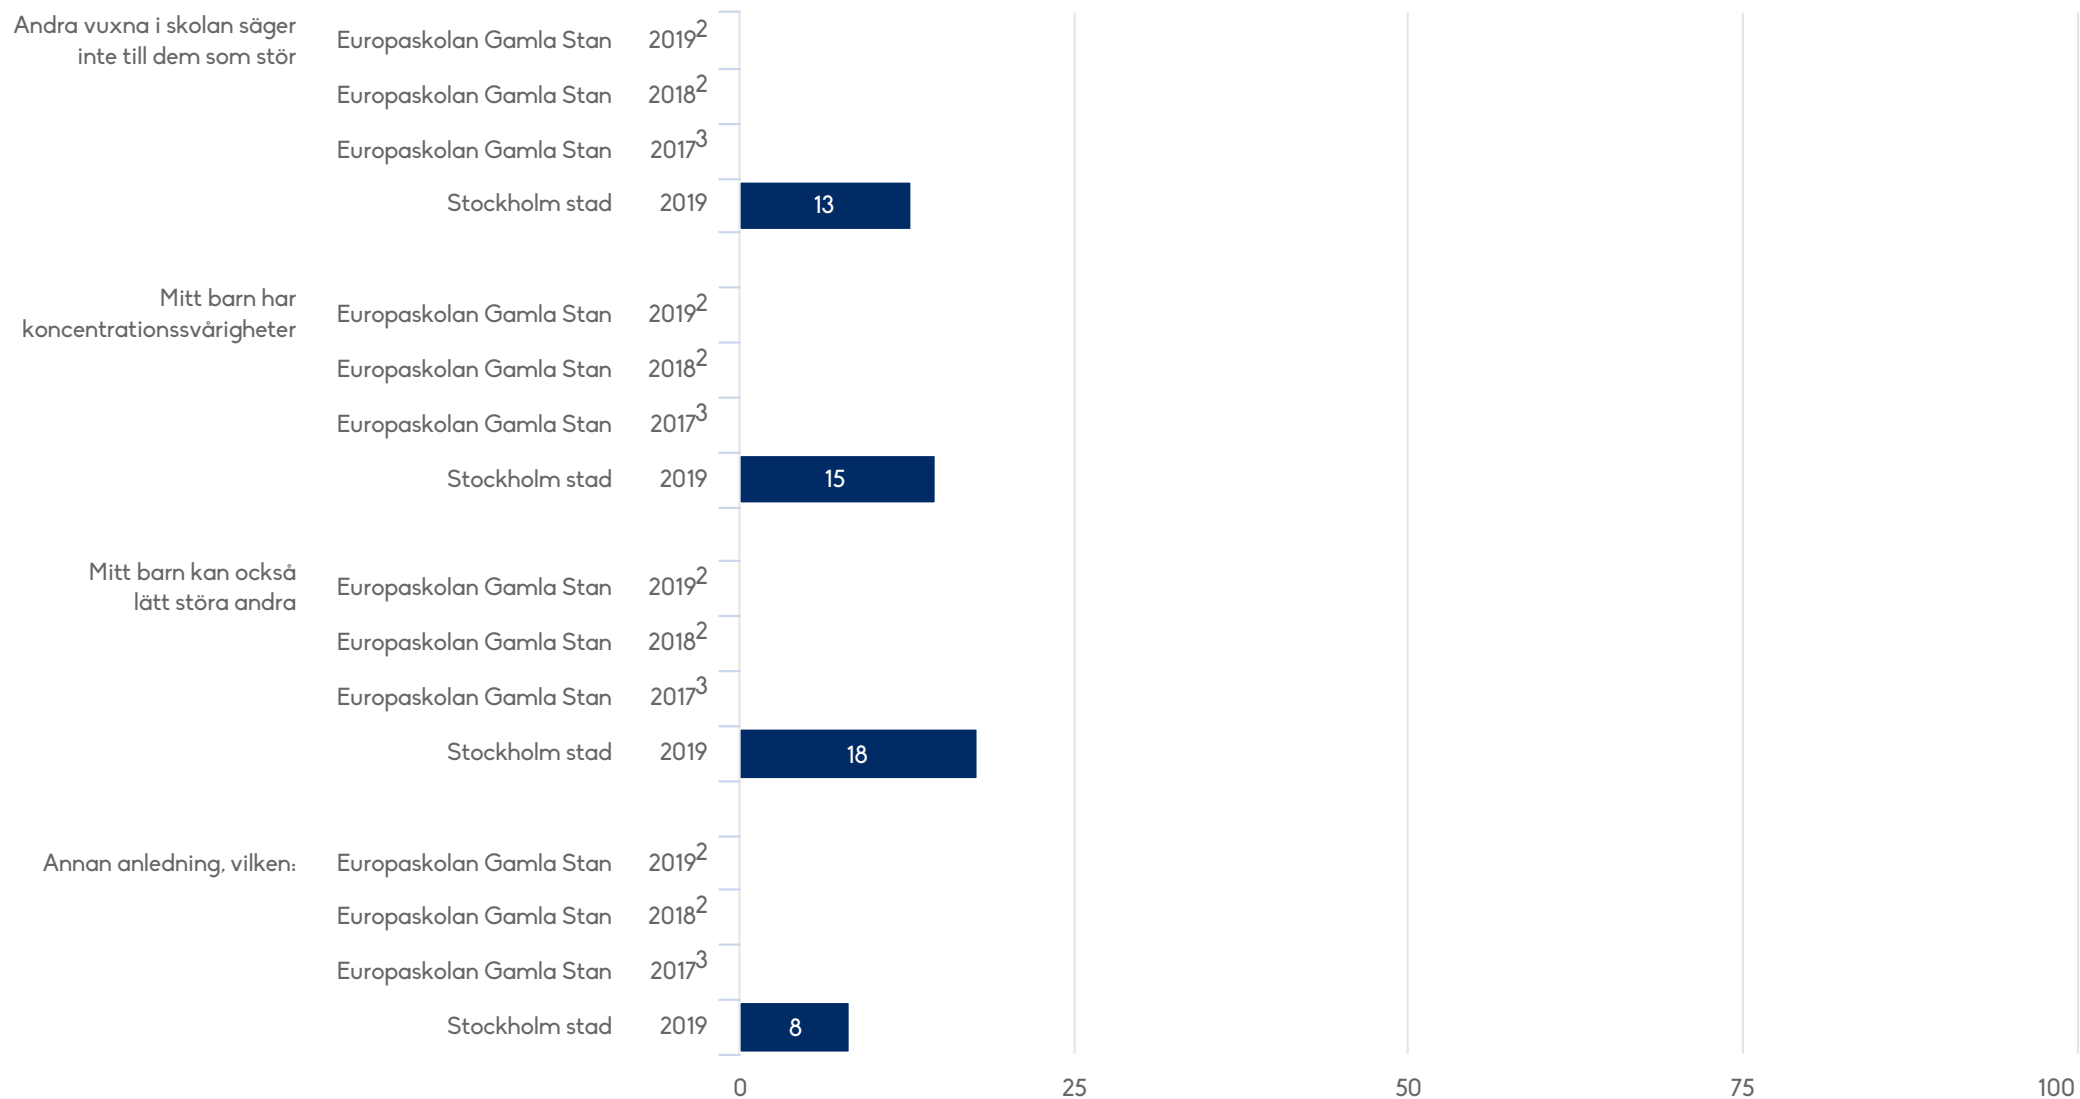 Andra vuxna i skolan säger
inte till dem som stör
Europaskolan Gamla Stan 2019²
Europaskolan Gamla Stan 2018²
Europaskolan Gamla Stan 2017³
Stockholm stad 2019 13
Mitt barn har
koncentrationssvårigheter
Europaskolan Gamla Stan 2019²
Europaskolan Gamla Stan 2018²
Europaskolan Gamla Stan 2017³
Stockholm stad 2019 15
Mitt barn kan också
lätt störa andra
Europaskolan Gamla Stan 2019²
Europaskolan Gamla Stan 2018²
Europaskolan Gamla Stan 2017³
Stockholm stad 2019 18
Annan anledning, vilken: Europaskolan Gamla Stan 2019²
Europaskolan Gamla Stan 2018²
Europaskolan Gamla Stan 2017³
Stockholm stad 2019 8
0 25 50 75 100